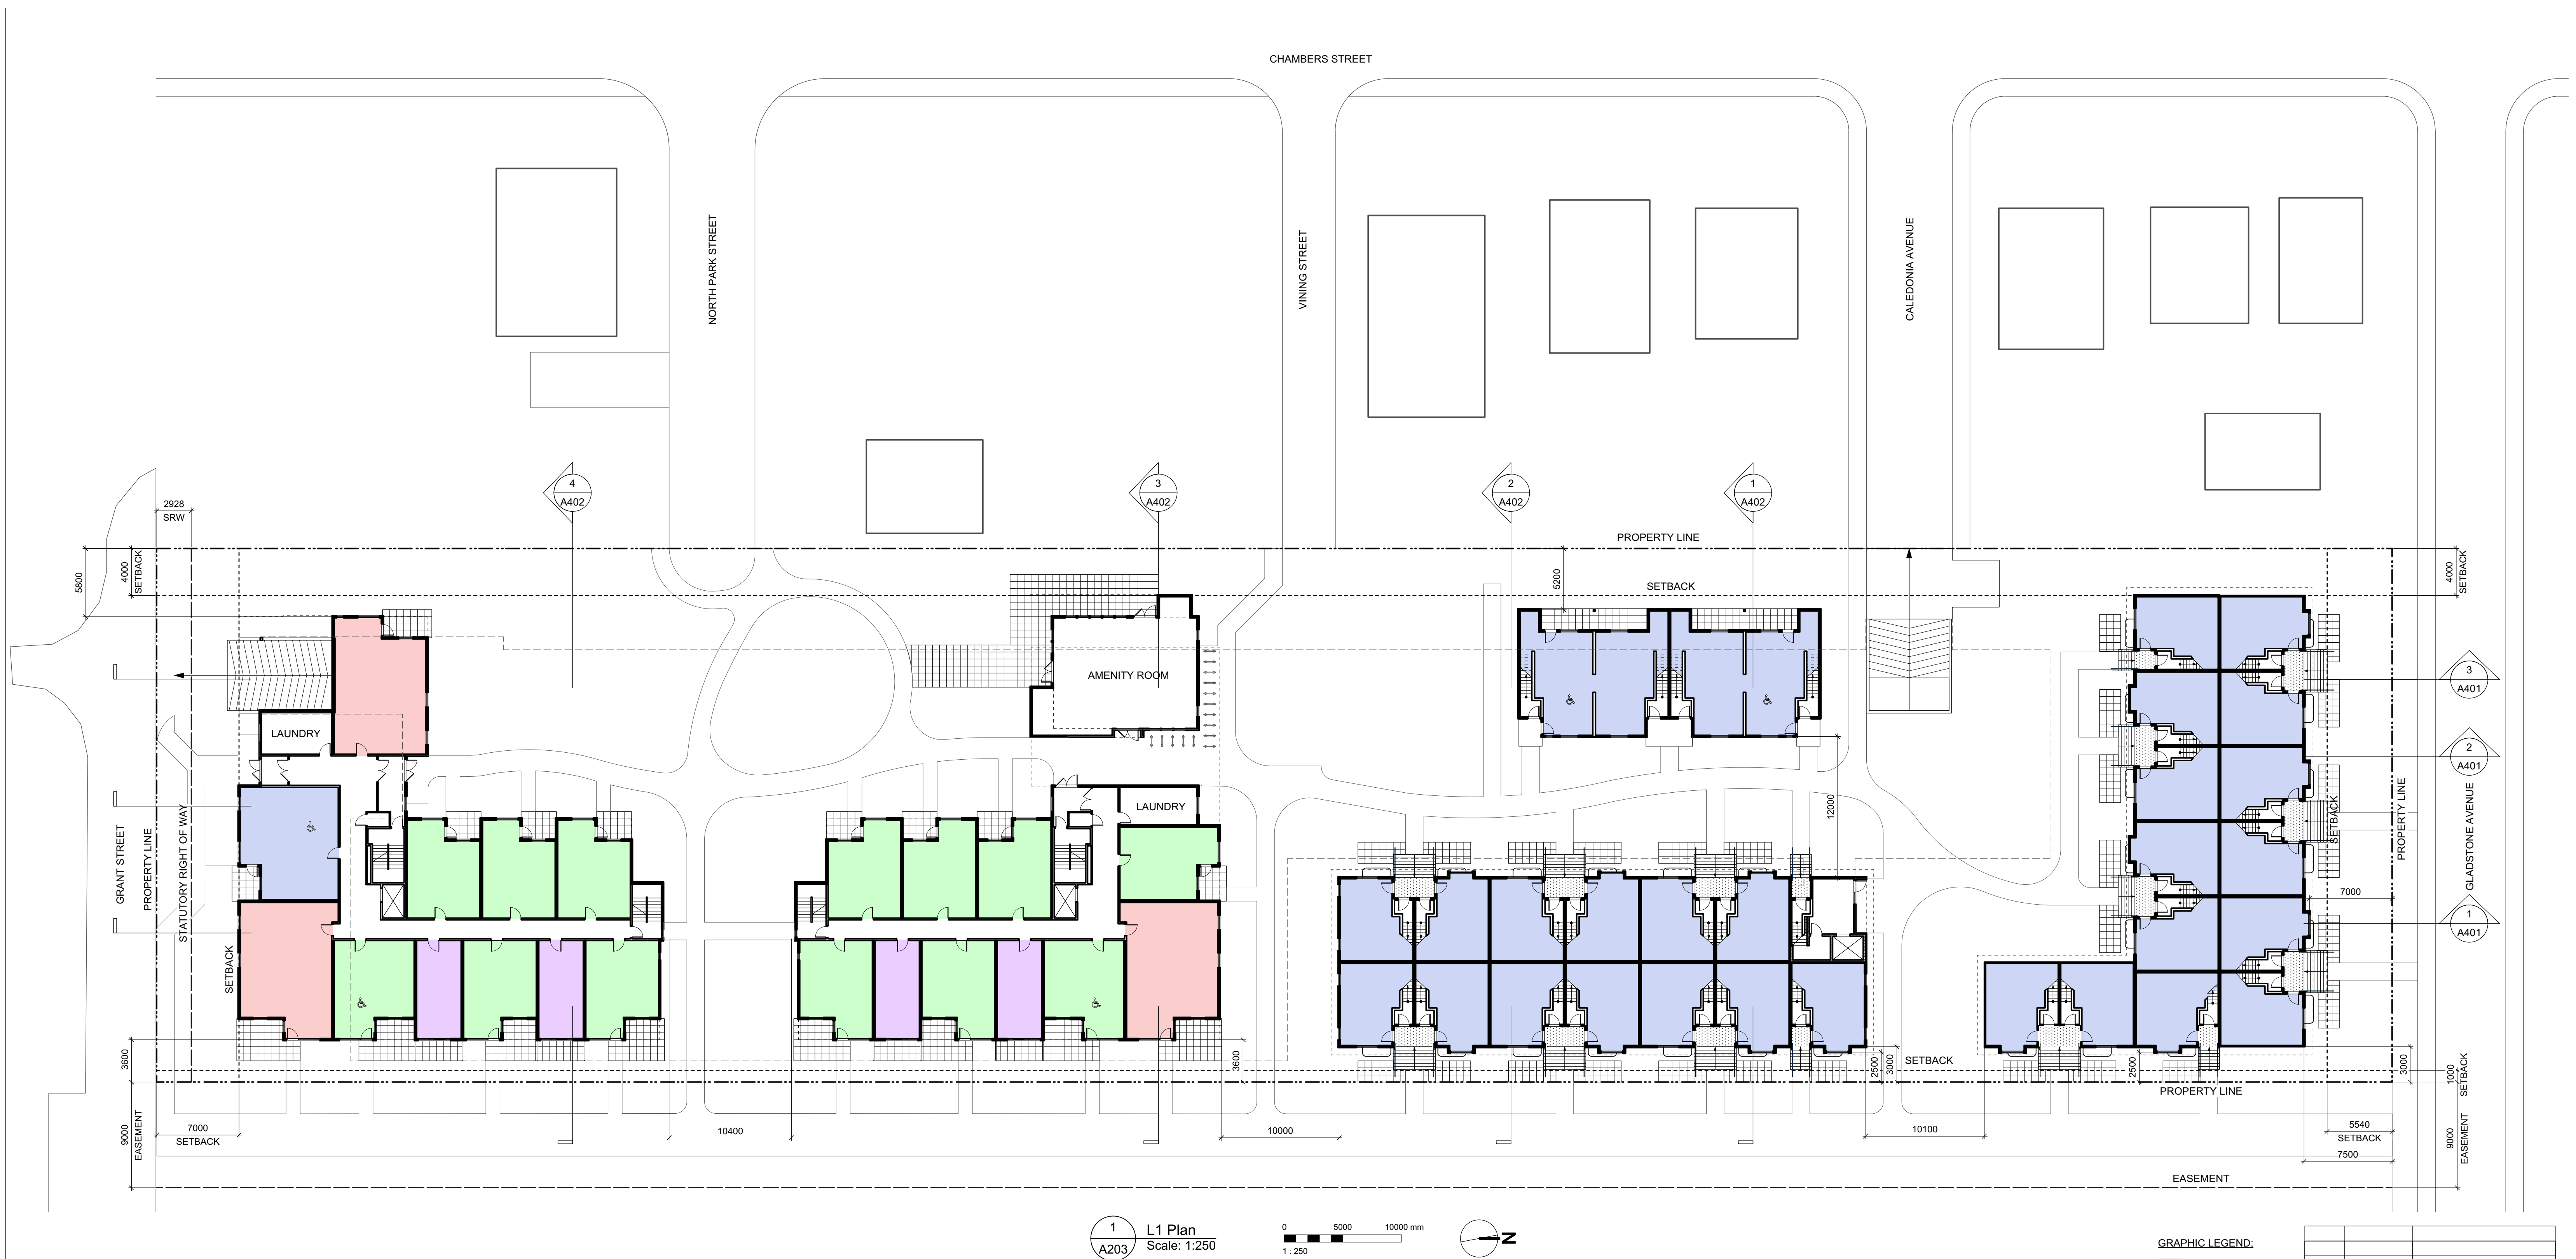 CHAMBERS STREET
NORTH PARK STREET
VINING STREET
CALEDONIA AVENUE
4
A402
3
A402
2
A402
1
A402
2928
SRW
PROPERTY LINE
5800
4000
SETBACK
5200
SETBACK
4000
SETBACK
AMENITY ROOM
3
A401
LAUNDRY
2
A401
LAUNDRY
12000
GRANT STREET
PROPERTY LINE
STATUTORY RIGHT OF WAY
SETBACK
SETBACK
PROPERTY LINE
GLADSTONE AVENUE
7000
1
A401
3600
3600
2500
3000
SETBACK
2500
3000
1000
SETBACK
PROPERTY LINE
9000
EASEMENT
7000
SETBACK
10400
10000
10100
5540
SETBACK
7500
9000
EASEMENT
EASEMENT
1
A203
L1 Plan
Scale: 1:250
0 5000 10000 mm
1 : 250
N
GRAPHIC LEGEND: